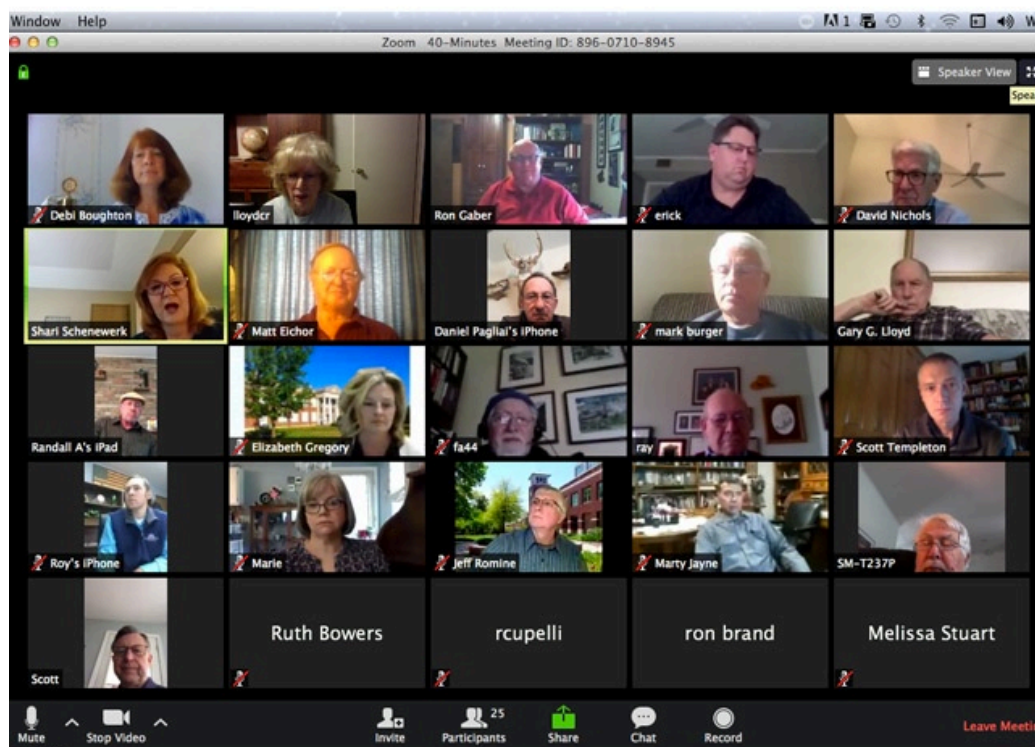 Window Help 1
Zoom 40-Minutes Meeting ID: 896-0710-8945
Speaker View
Spea
Debi Boughton
lloydcr
Ron Gaber
erick
David Nichols
Shari Schenewerk
Matt Eichor
Daniel Pagliai's iPhone
mark burger
Gary G. Lloyd
Randall A's iPad
Elizabeth Gregory
fa44
ray
Scott Templeton
Roy's iPhone
Marie
Jeff Romine
Marty Jayne
SM-T237P
Scott
Ruth Bowers
rcupelli
ron brand
Melissa Stuart
Mute
Stop Video
Invite
Participants 25
Share
Chat
Record
Leave Meeti